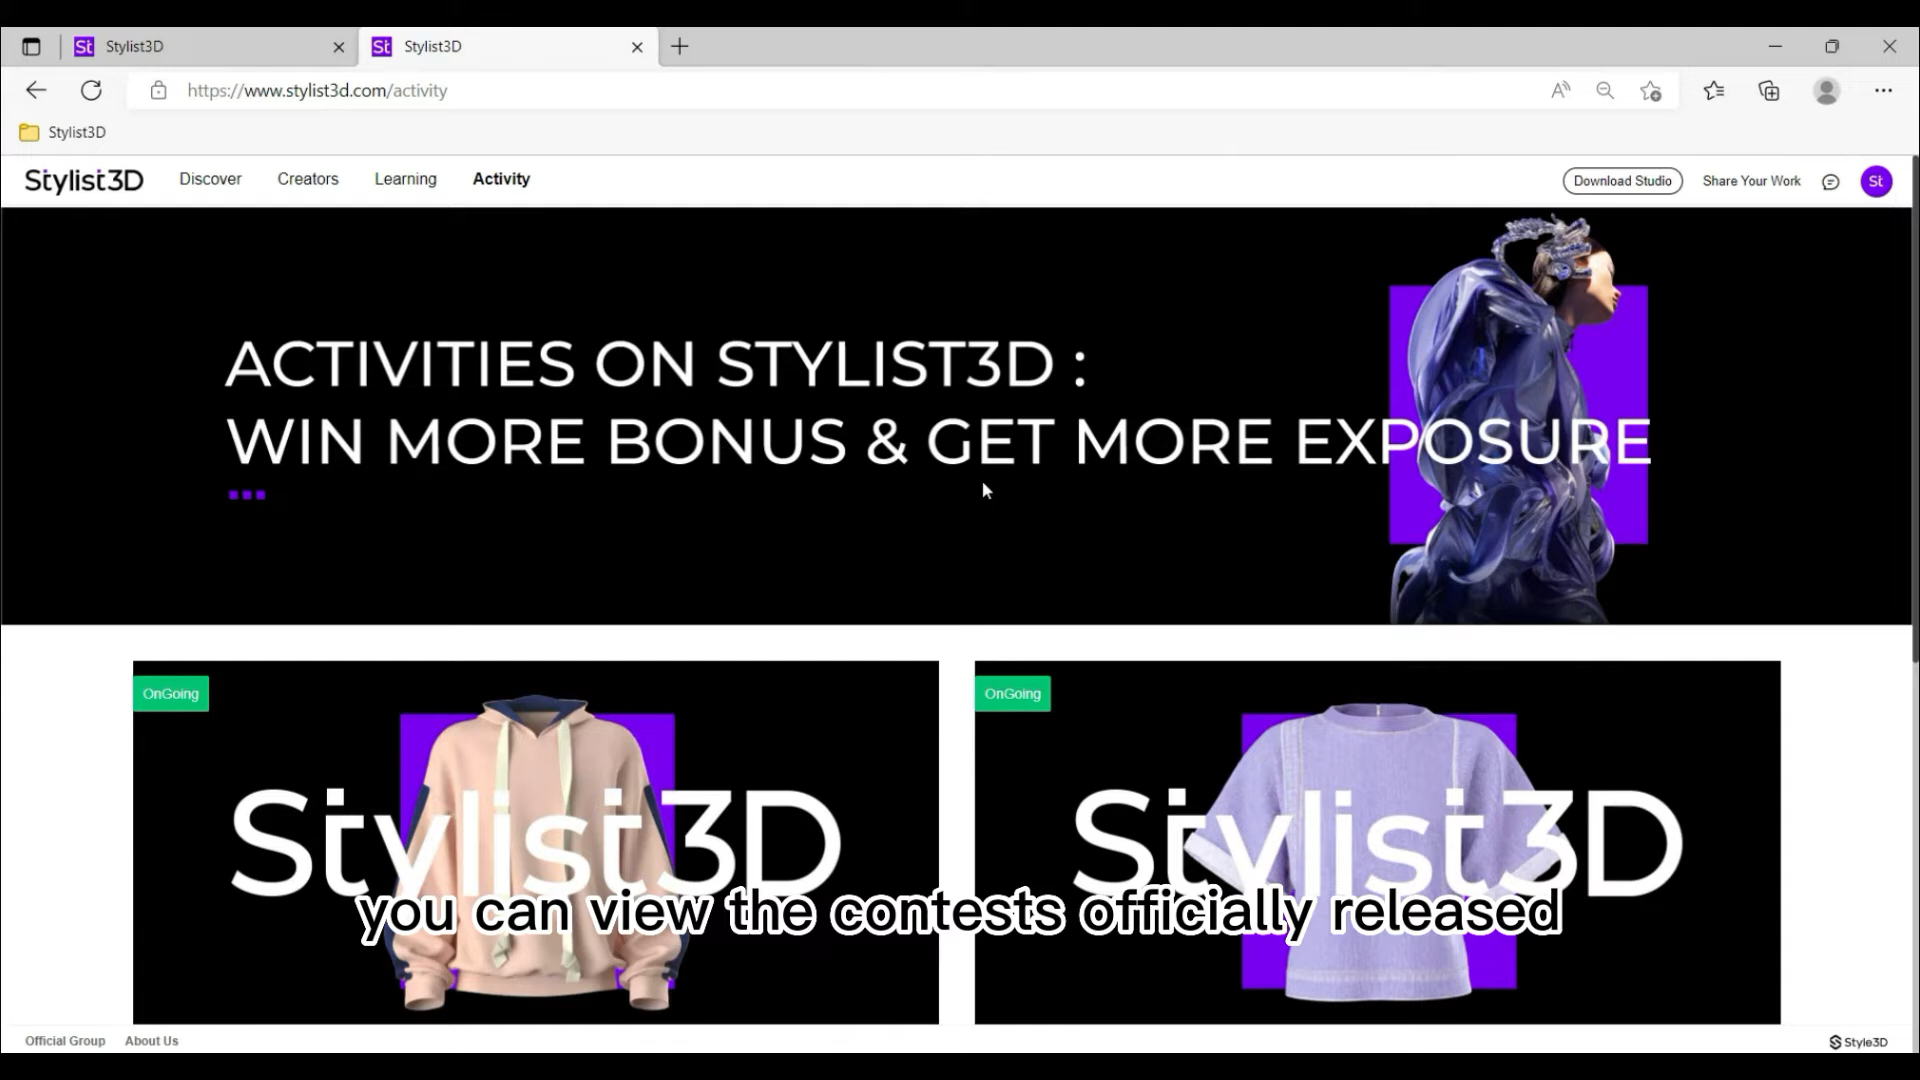 Stylist3D
Stylist3D
https://www.stylist3d.com/activity
Stylist3D
Stylist3D Discover Creators Learning Activity Download Studio Share Your Work St
ACTIVITIES ON STYLIST3D :
WIN MORE BONUS & GET MORE EXPOSURE
OnGoing
OnGoing
Stylist3D
Stylist3D
you can view the contests officially released
Official Group About Us Style3D